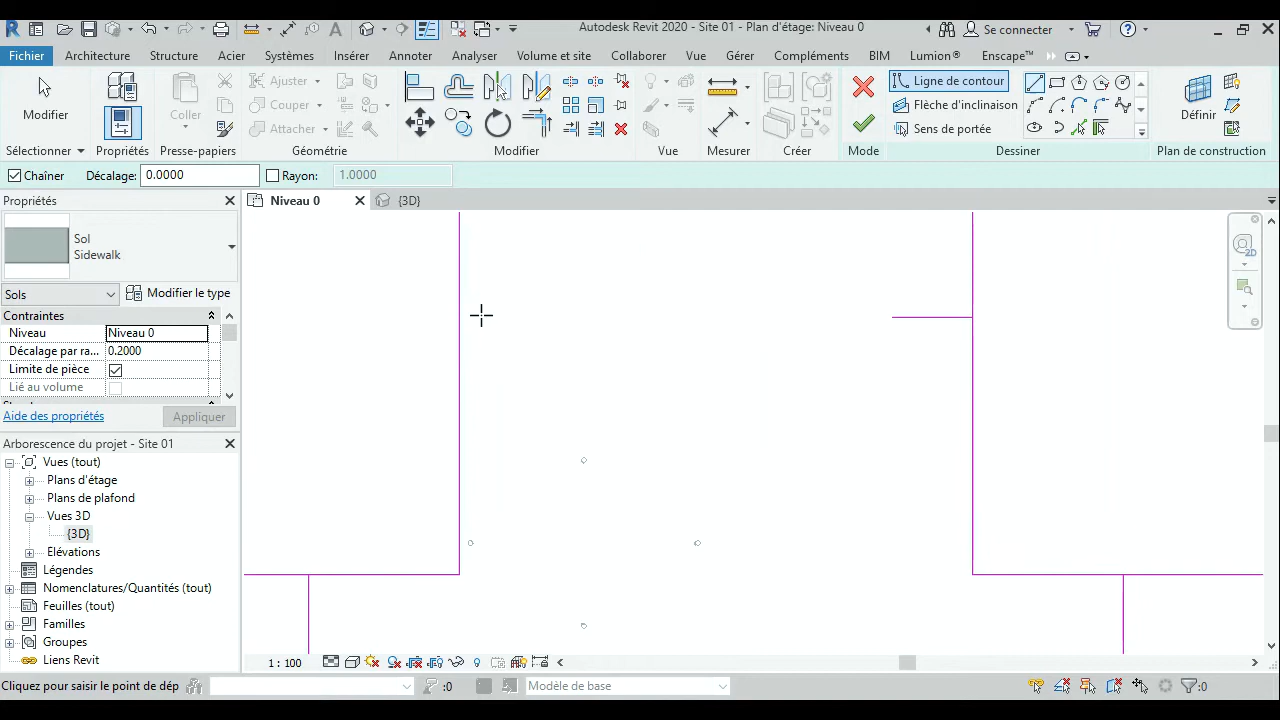 Autodesk Revit 2020 - Site 01 - Plan d'étage: Niveau 0
Se connecter
Fichier Architecture Structure Acier Systèmes Insérer Annoter Analyser Volume et site Collaborer Vue Gérer Compléments BIM Lumion® Enscape™
Modifier
Coller
Ajuster
Couper
Attacher
Ligne de contour
Flèche d'inclinaison
Sens de portée
Définir
Sélectionner Propriétés Presse-papiers Géométrie Modifier Vue Mesurer Créer Mode Dessiner Plan de construction
Chaîner Décalage: 0.0000 Rayon: 1.0000
Propriétés
Niveau 0
{3D}
Sol
Sidewalk
Sols
Modifier le type
Contraintes
Niveau Niveau 0
Décalage par ra... 0.2000
Limite de pièce
Lié au volume
Aide des propriétés
Appliquer
Arborescence du projet - Site 01
Vues (tout)
Plans d'étage
Plans de plafond
Vues 3D
{3D}
Elévations
Légendes
Nomenclatures/Quantités (tout)
Feuilles (tout)
Familles
Groupes
Liens Revit
2D
1 : 100
Cliquez pour saisir le point de dép
:0
Modèle de base
:0